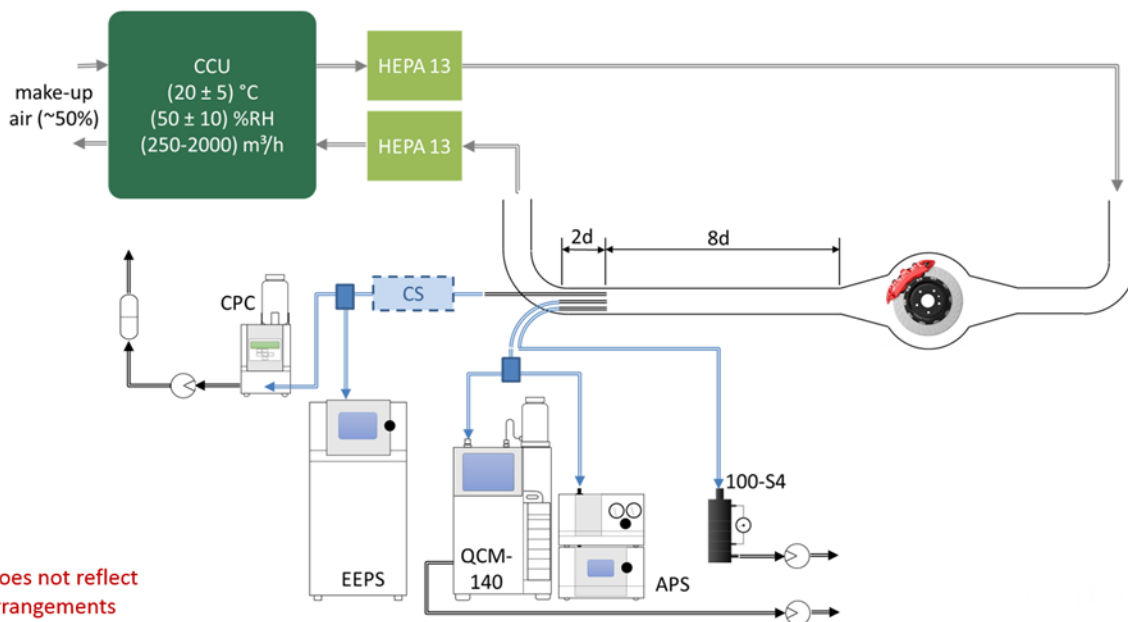 CCU
(20 ± 5) °C
(50 ± 10) %RH
(250-2000) m³/h
make-up
air (~50%)
HEPA 13
HEPA 13
2d
8d
CS
CPC
EEPS
QCM-
140
APS
100-S4
oes not reflect
rrangements